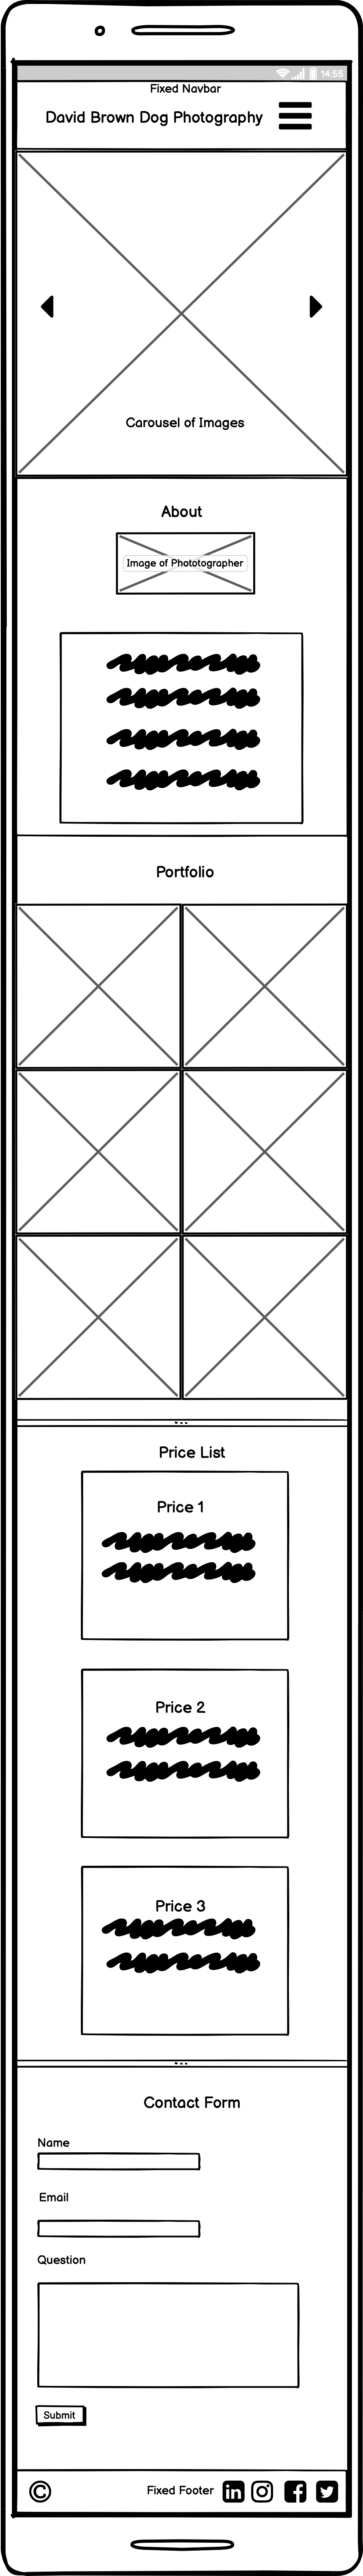 14:55
Fixed Navbar
David Brown Dog Photography
Carousel of Images
About
Image of Phototographer
Portfolio
Price List
Price 1
Price 2
Price 3
Contact Form
Name
Email
Question
Submit
© Fixed Footer in f